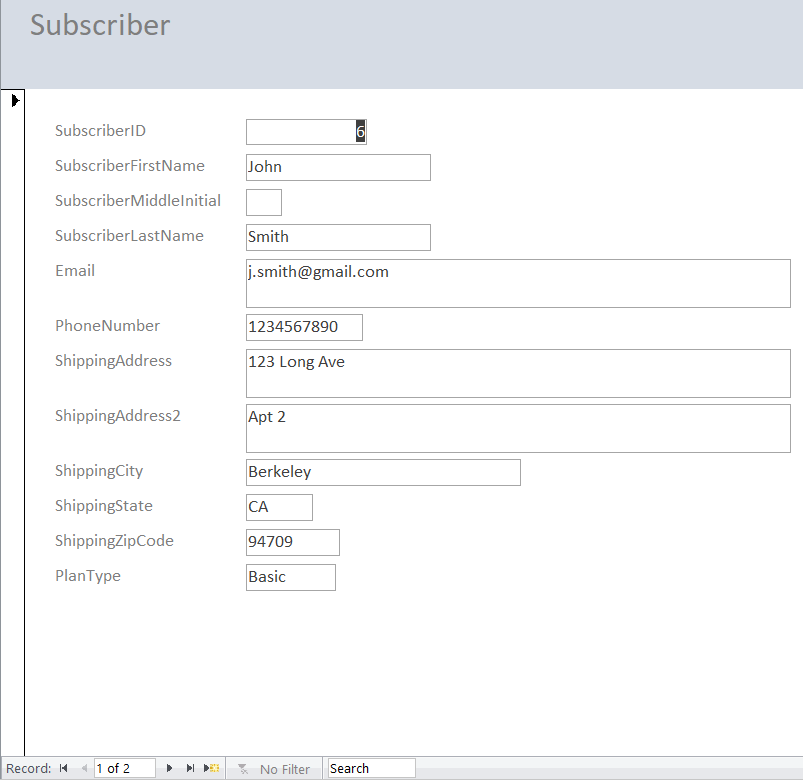 Subscriber
SubscriberID 6
SubscriberFirstName John
SubscriberMiddleInitial
SubscriberLastName Smith
Email j.smith@gmail.com
PhoneNumber 1234567890
ShippingAddress 123 Long Ave
ShippingAddress2 Apt 2
ShippingCity Berkeley
ShippingState CA
ShippingZipCode 94709
PlanType Basic
Record: 1 of 2 No Filter Search